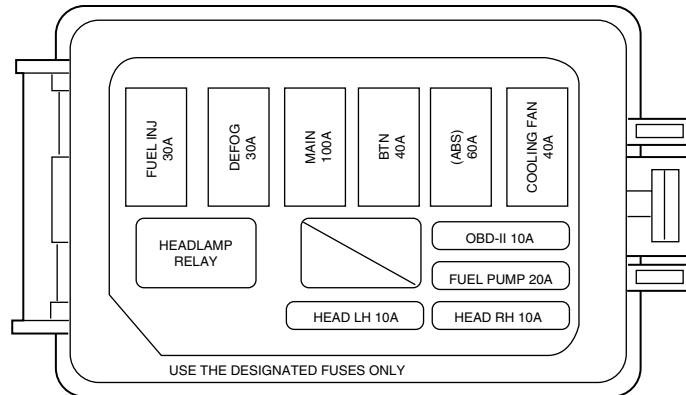 FUEL INJ
30A
DEFOG
30A
MAIN
100A
BTN
40A
(ABS)
60A
COOLING FAN
40A
HEADLAMP
RELAY
OBD-II 10A
FUEL PUMP 20A
HEAD LH 10A
HEAD RH 10A
USE THE DESIGNATED FUSES ONLY